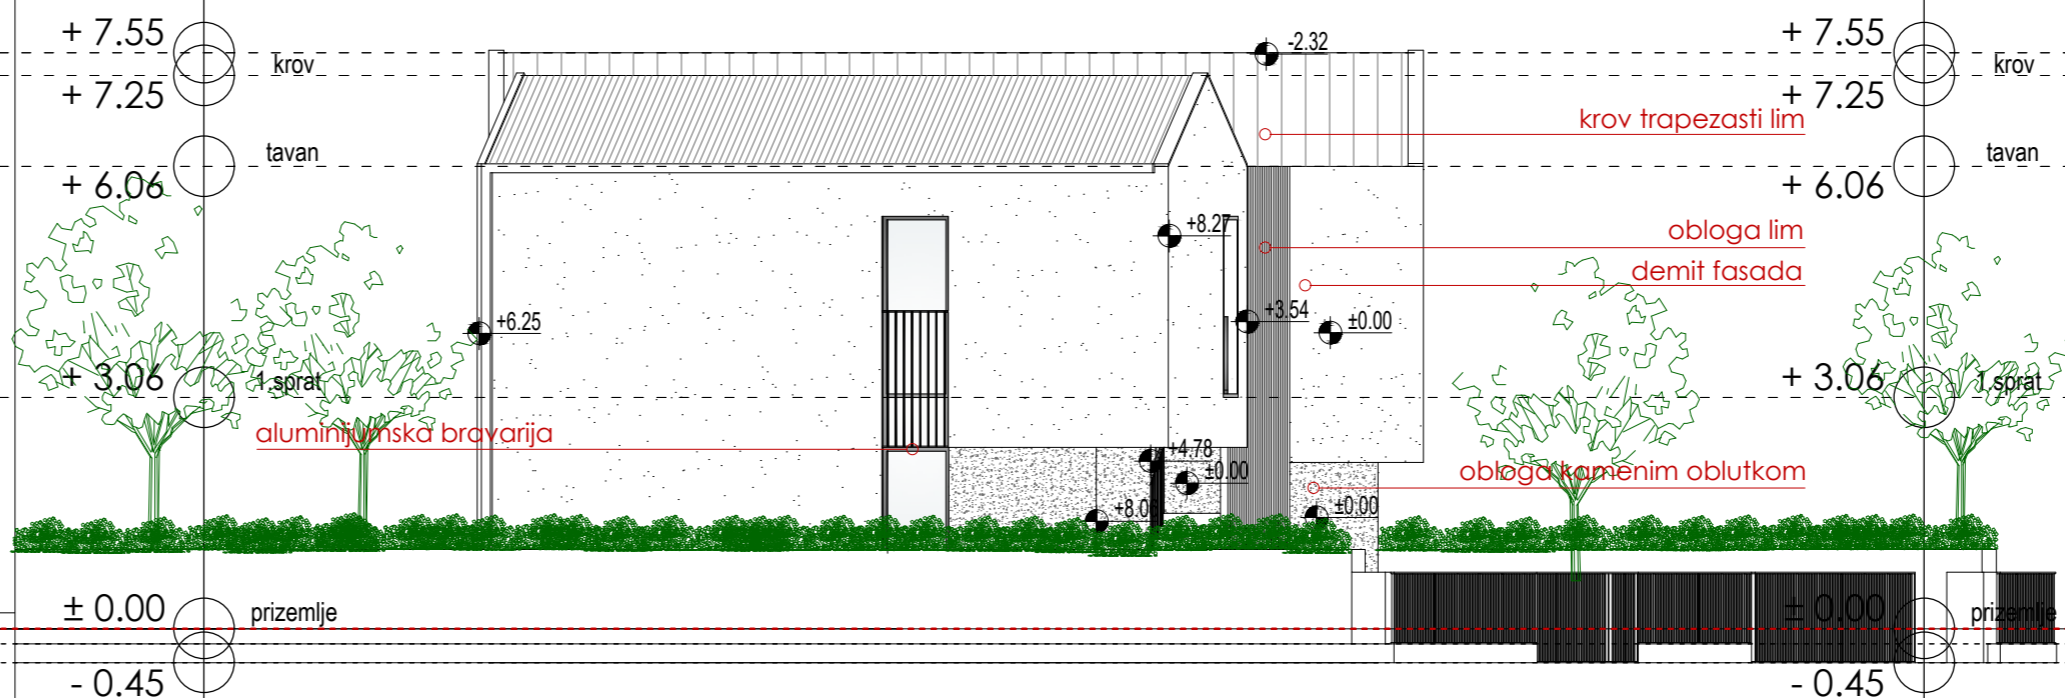 + 7.55
krov
+ 7.25
tavan
+ 6.06
+ 3.06
1.sprat
aluminijumska bravarija
± 0.00
prizemlje
- 0.45
-2.32
+8.27
+6.25
+3.54
±0.00
+4.78
±0.00
+8.06
±0.00
krov trapezasti lim
obloga lim
demit fasada
obloga kamenim oblutkom
+ 7.55
krov
+ 7.25
tavan
+ 6.06
+ 3.06
1.sprat
± 0.00
prizemlje
- 0.45